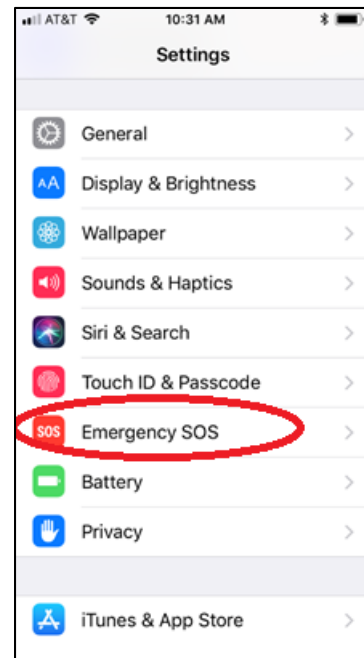 AT&T 10:31 AM
Settings
General
AA Display & Brightness
Wallpaper
Sounds & Haptics
Siri & Search
Touch ID & Passcode
SOS Emergency SOS
Battery
Privacy
iTunes & App Store